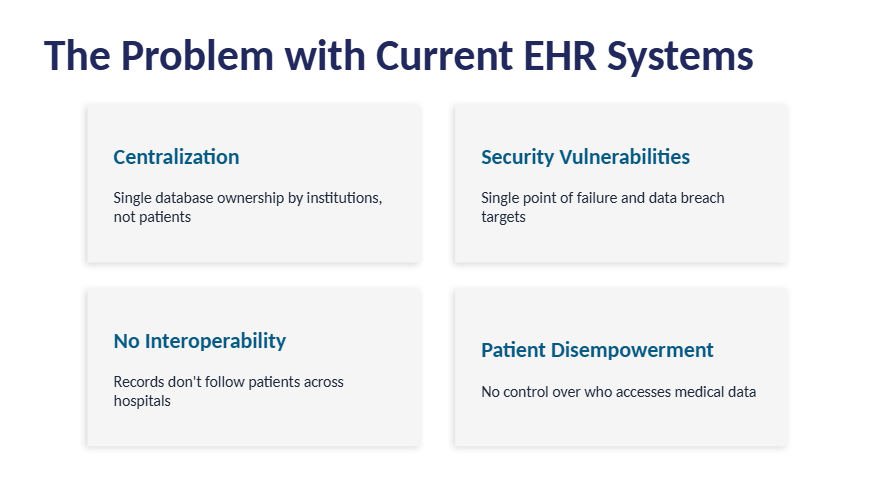 The Problem with Current EHR Systems
Centralization
Single database ownership by institutions,
not patients
Security Vulnerabilities
Single point of failure and data breach
targets
No Interoperability
Records don't follow patients across
hospitals
Patient Disempowerment
No control over who accesses medical data